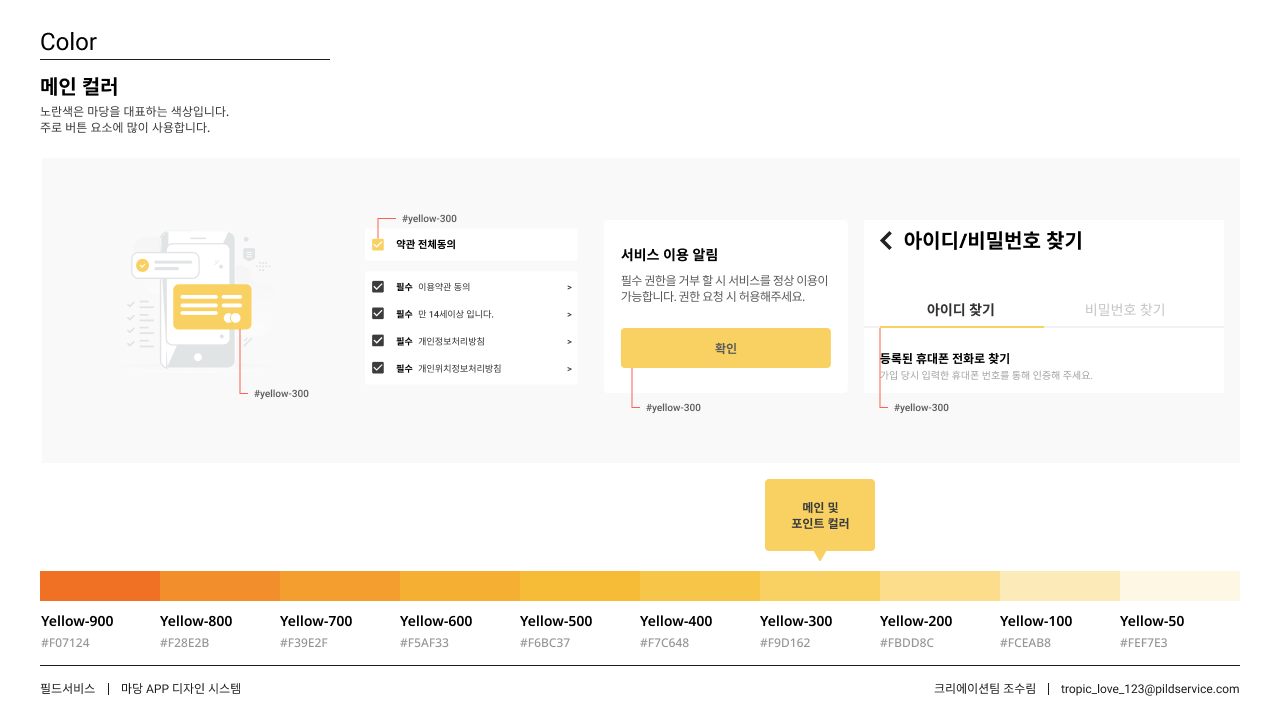 Color
메인 컬러
노란색은 마당을 대표하는 색상입니다.
주로 버튼 요소에 많이 사용합니다.
#yellow-300
#yellow-300
약관 전체동의
필수 이용약관 동의 >
필수 만 14세이상 입니다. >
필수 개인정보처리방침 >
필수 개인위치정보처리방침 >
서비스 이용 알림
필수 권한을 거부 할 시 서비스를 정상 이용이
가능합니다. 권한 요청 시 허용해주세요.
확인
#yellow-300
아이디/비밀번호 찾기
아이디 찾기 비밀번호 찾기
등록된 휴대폰 전화로 찾기
가입 당시 입력한 휴대폰 번호를 통해 인증해 주세요.
#yellow-300
메인 및
포인트 컬러
Yellow-900 Yellow-800 Yellow-700 Yellow-600 Yellow-500 Yellow-400 Yellow-300 Yellow-200 Yellow-100 Yellow-50
#F07124 #F28E2B #F39E2F #F5AF33 #F6BC37 #F7C648 #F9D162 #FBDD8C #FCEAB8 #FEF7E3
필드서비스 | 마당 APP 디자인 시스템
크리에이션팀 조수림 | tropic_love_123@pildservice.com